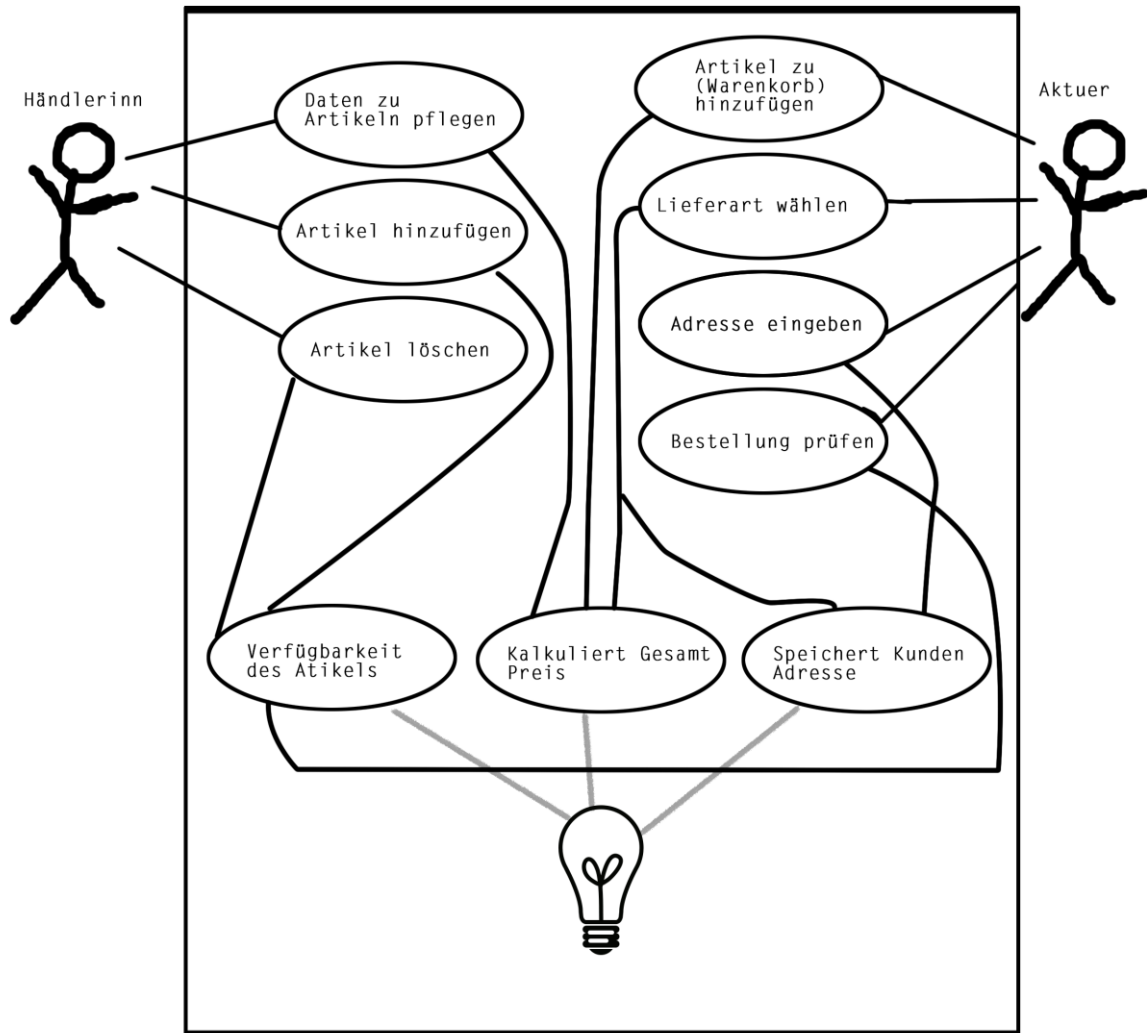 Händlerinn
Daten zu
Artikeln pflegen
Artikel hinzufügen
Artikel löschen
Artikel zu
(Warenkorb)
hinzufügen
Aktuer
Lieferart wählen
Adresse eingeben
Bestellung prüfen
Verfügbarkeit
des Atikels
Kalkuliert Gesamt
Preis
Speichert Kunden
Adresse